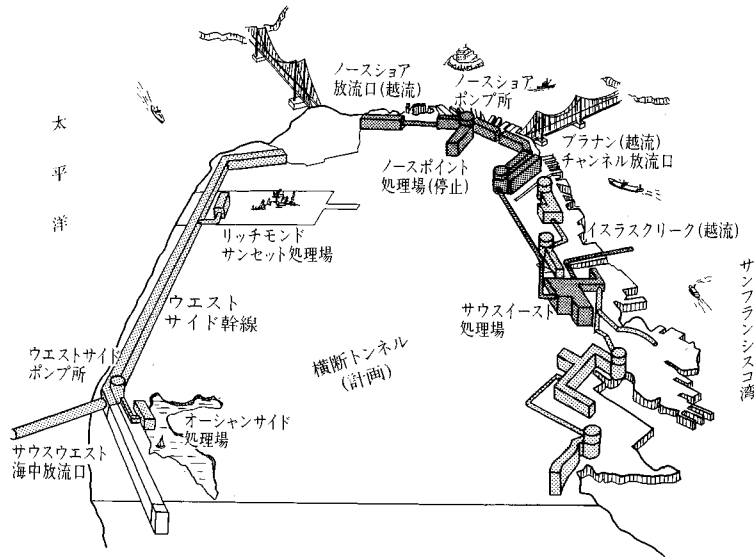 ノースショア
放流口(越流)
ノースショア
ポンプ所
太平洋
ブラナン(越流)
チャンネル放流口
ノースポイント
処理場(停止)
リッチモンド
サンセット処理場
イスラスクリーク(越流)
サンフランシスコ湾
ウエスト
サイド幹線
サウスイースト
処理場
ウエストサイド
ポンプ所
横断トンネル
(計画)
オーシャンサイド
処理場
サウスウエスト
海中放流口